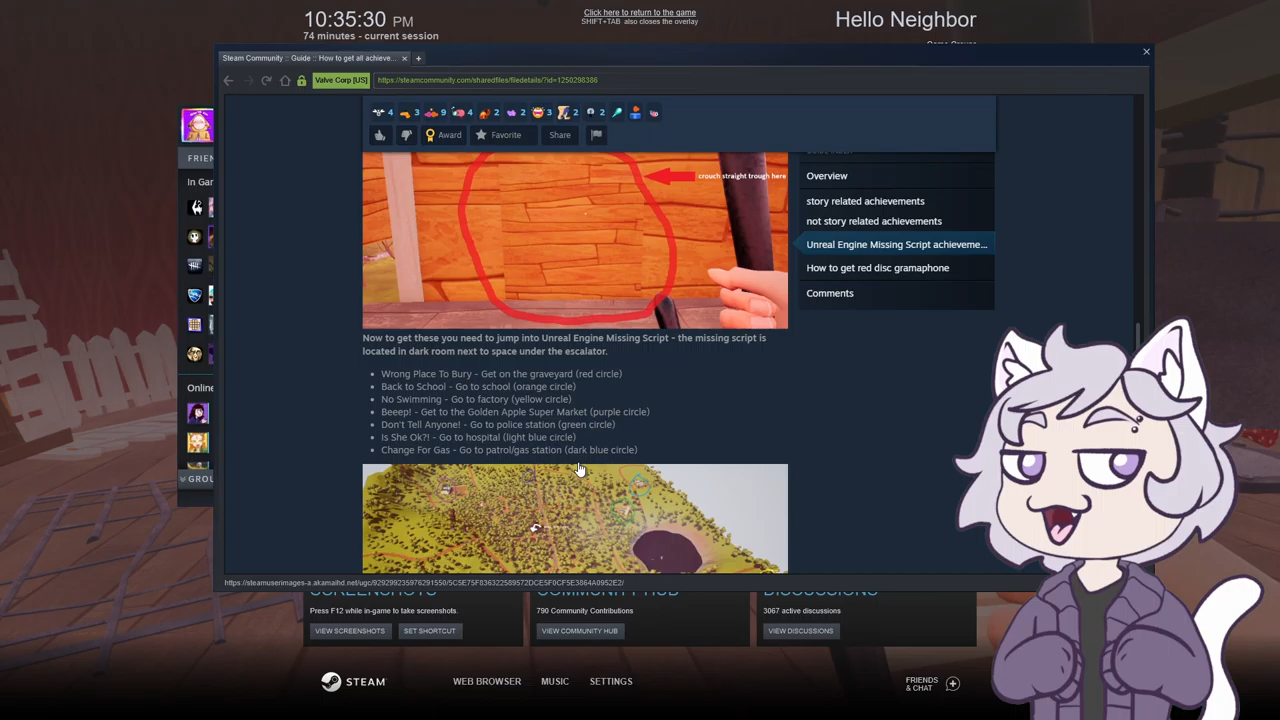 10:35:30 PM
74 minutes - current session
Click here to return to the game
SHIFT+TAB also closes the overlay
Hello Neighbor
Steam Community :: Guide :: How to get all achieve...
Valve Corp [US]
https://steamcommunity.com/sharedfiles/filedetails/?id=1250298386
4 3 9 4 2 2 3 2 2
Award
Favorite
Share
FRIEN
In Gar
Online
GROU
crouch straight trough here
Overview
story related achievements
not story related achievements
Unreal Engine Missing Script achieveme...
How to get red disc gramaphone
Comments
Now to get these you need to jump into Unreal Engine Missing Script - the missing script is
located in dark room next to space under the escalator.
Wrong Place To Bury - Get on the graveyard (red circle)
Back to School - Go to school (orange circle)
No Swimming - Go to factory (yellow circle)
Beeep! - Get to the Golden Apple Super Market (purple circle)
Don't Tell Anyone! - Go to police station (green circle)
Is She Ok?! - Go to hospital (light blue circle)
Change For Gas - Go to patrol/gas station (dark blue circle)
SCREENSHOTS
Press F12 while in-game to take screenshots.
VIEW SCREENSHOTS
SET SHORTCUT
COMMUNITY HUB
790 Community Contributions
VIEW COMMUNITY HUB
DISCUSSIONS
3067 active discussions
VIEW DISCUSSIONS
STEAM
WEB BROWSER
MUSIC
SETTINGS
FRIENDS
& CHAT